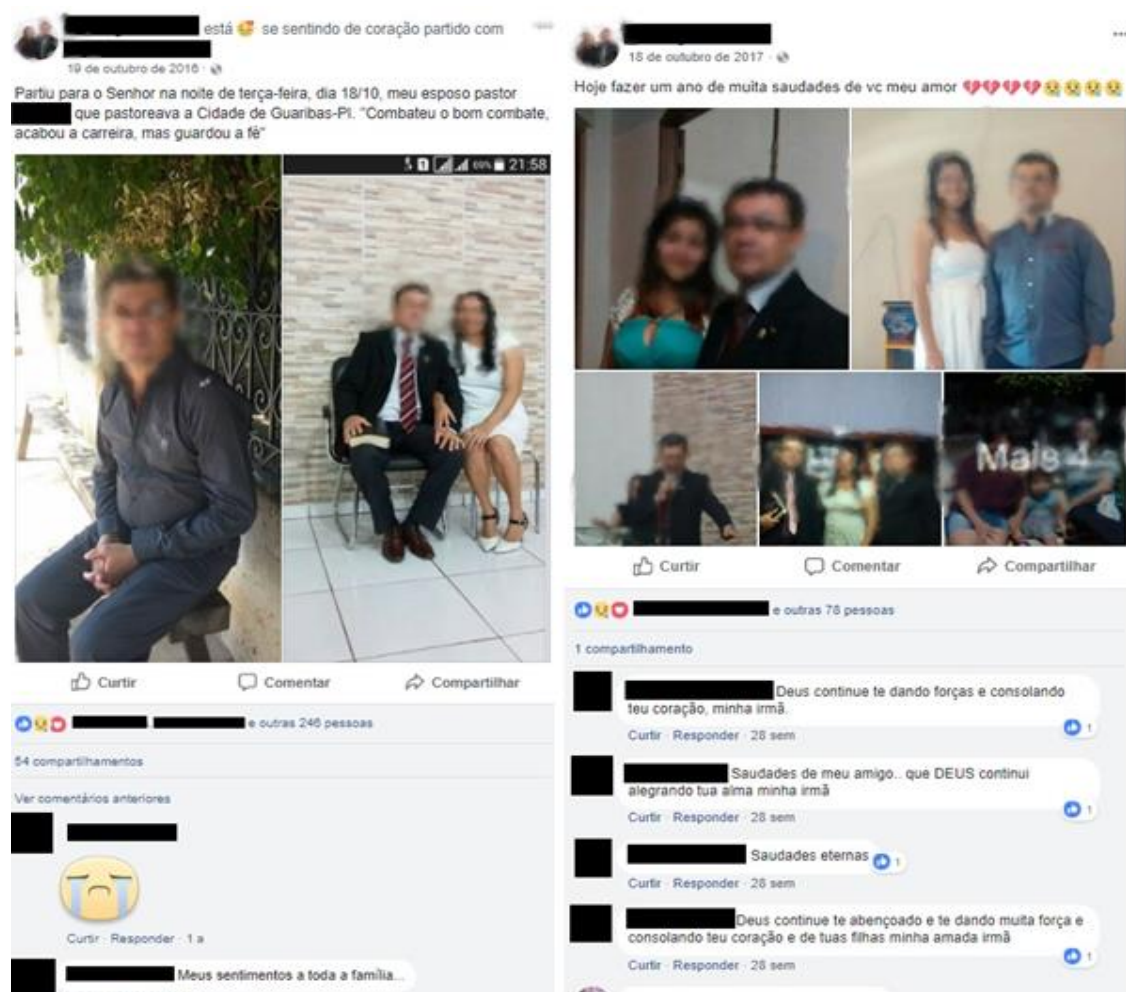 está se sentindo de coração partido com
19 de outubro de 2016
Partiu para o Senhor na noite de terça-feira, dia 18/10, meu esposo pastor
que pastoreava a Cidade de Guaribas-PI. "Combateu o bom combate,
acabou a carreira, mas guardou a fé"
69% 21:58
Curtir Comentar Compartilhar
e outras 246 pessoas
54 compartilhamentos
Ver comentários anteriores
Curtir · Responder · 1 a
Meus sentimentos a toda a família...
18 de outubro de 2017
Hoje fazer um ano de muita saudades de vc meu amor
Mais 4
Curtir Comentar Compartilhar
e outras 78 pessoas
1 compartilhamento
Deus continue te dando forças e consolando
teu coração, minha irmã.
Curtir · Responder · 28 sem
1
Saudades de meu amigo.. que DEUS continui
alegrando tua alma minha irmã
Curtir · Responder · 28 sem
1
Saudades eternas
1
Curtir · Responder · 28 sem
Deus continue te abençoado e te dando muita força e
consolando teu coração e de tuas filhas minha amada irmã
Curtir · Responder · 28 sem
1